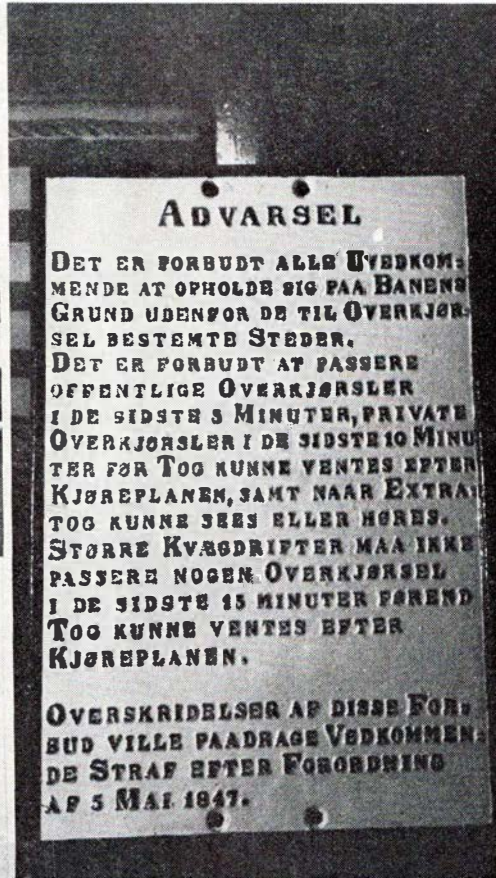 ADVARSEL
DET ER FORBUDT ALLE UVEDKOM=
MENDE AT OPHOLDE SIG PAA BANENS
GRUND UDENFOR DE TIL OVERKJØR=
SEL BESTEMTE STEDER.
DET ER FORBUDT AT PASSERE
OFFENTLIGE OVERKJØRSLER
I DE SIDSTE 5 MINUTER, PRIVATE
OVERKJØRSLER I DE SIDSTE 10 MINU
TER FØR TOG KUNNE VENTES EFTER
KJØREPLANEN, SAMT NAAR EXTRA=
TOG KUNNE SEES ELLER HØRES.
STØRRE KVÆGDRIFTER MAA IKKE
PASSERE NOGEN OVERKJØRSEL
I DE SIDSTE 15 MINUTER FØREND
TOG KUNNE VENTES EFTER
KJØREPLANEN.
OVERSKRIDELSER AF DISSE FOR=
BUD VILLE PAADRAGE VEDKOMMEN=
DE STRAF EFTER FORORDNING
AF 5 MAI 1847.